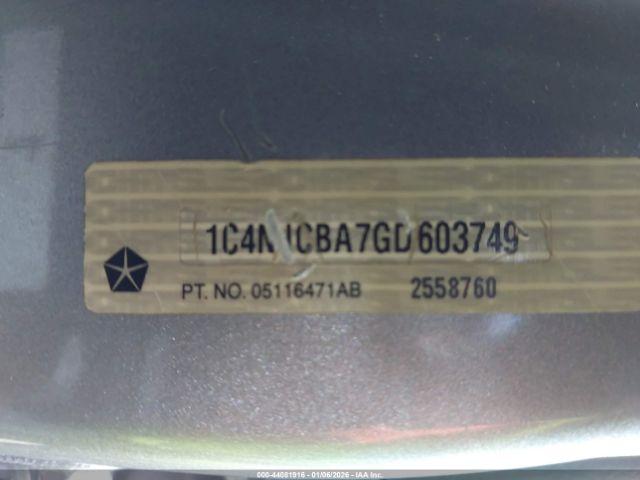 1C4NJCBA7GD603749
PT. NO. 05116471AB 2558760
000-44081916 - 01/06/2026 - IAA Inc.